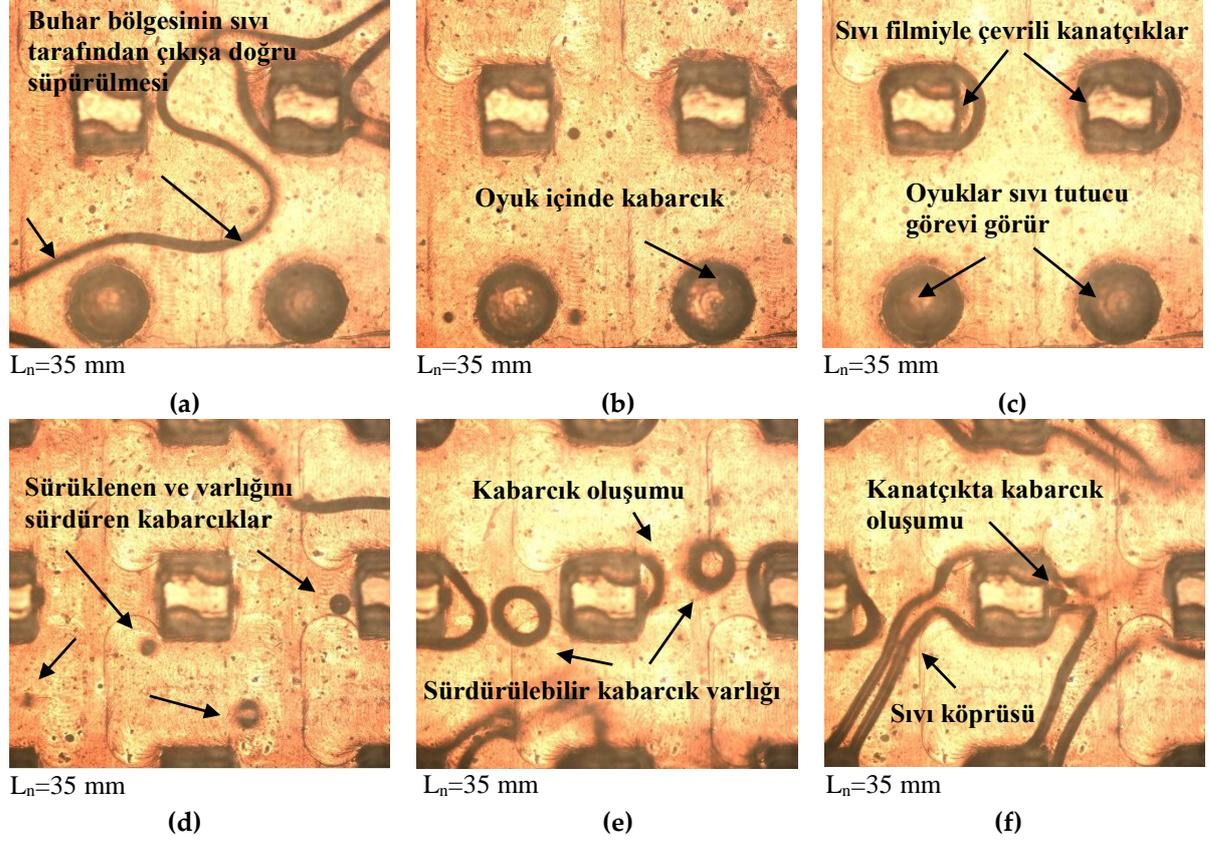 Buhar bölgesinin sıvı
tarafından çıkışa doğru
süpürülmesi
Lₙ=35 mm
(a)
Oyuk içinde kabarcık
Lₙ=35 mm
(b)
Sıvı filmiyle çevrili kanatçıklar
Oyuklar sıvı tutucu
görevi görür
Lₙ=35 mm
(c)
Sürüklenen ve varlığını
sürdüren kabarcıklar
Lₙ=35 mm
(d)
Kabarcık oluşumu
Sürdürülebilir kabarcık varlığı
Lₙ=35 mm
(e)
Kanatçıkta kabarcık
oluşumu
Sıvı köprüsü
Lₙ=35 mm
(f)